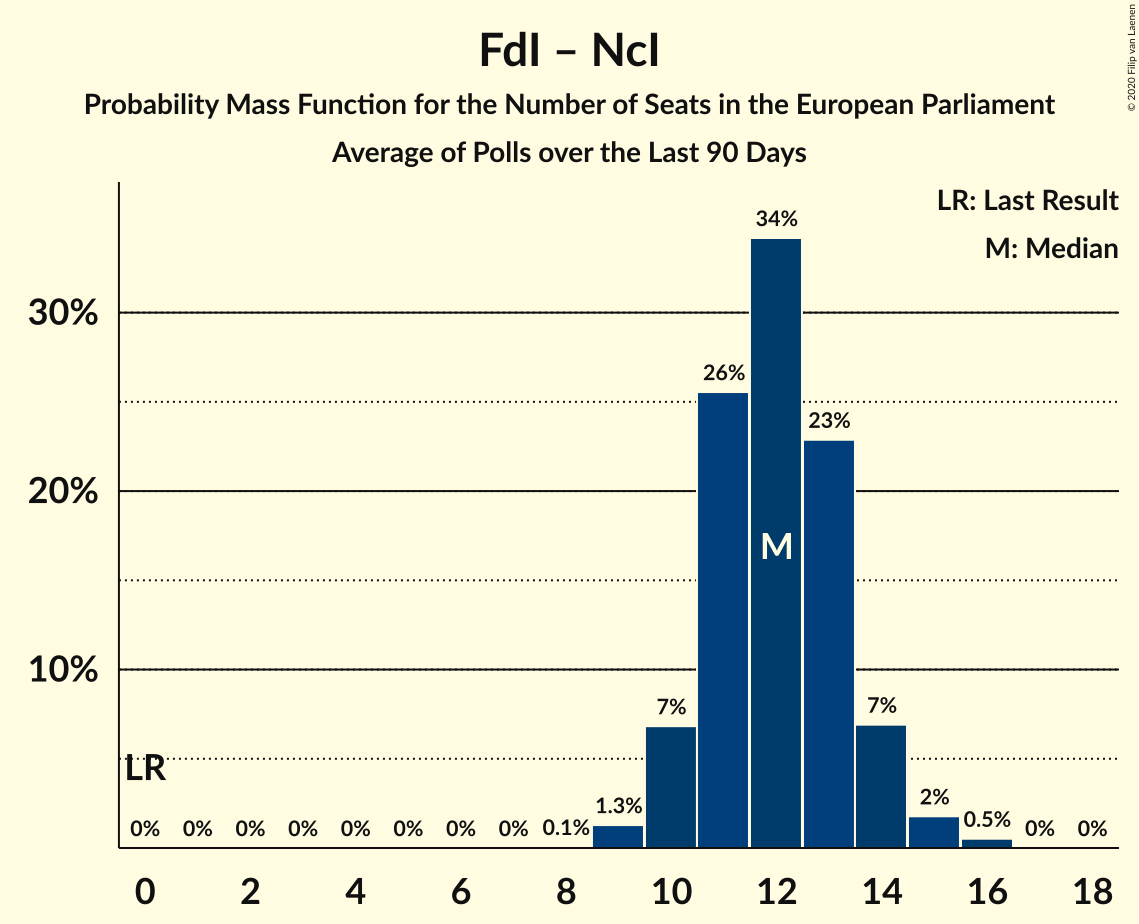 FdI – NcI
Probability Mass Function for the Number of Seats in the European Parliament
Average of Polls over the Last 90 Days
© 2020 Filip van Laenen
LR: Last Result
M: Median
30%
20%
10%
LR
M
0% 0% 0% 0% 0% 0% 0% 0% 0.1% 1.3% 7% 26% 34% 23% 7% 2% 0.5% 0% 0%
0 2 4 6 8 10 12 14 16 18